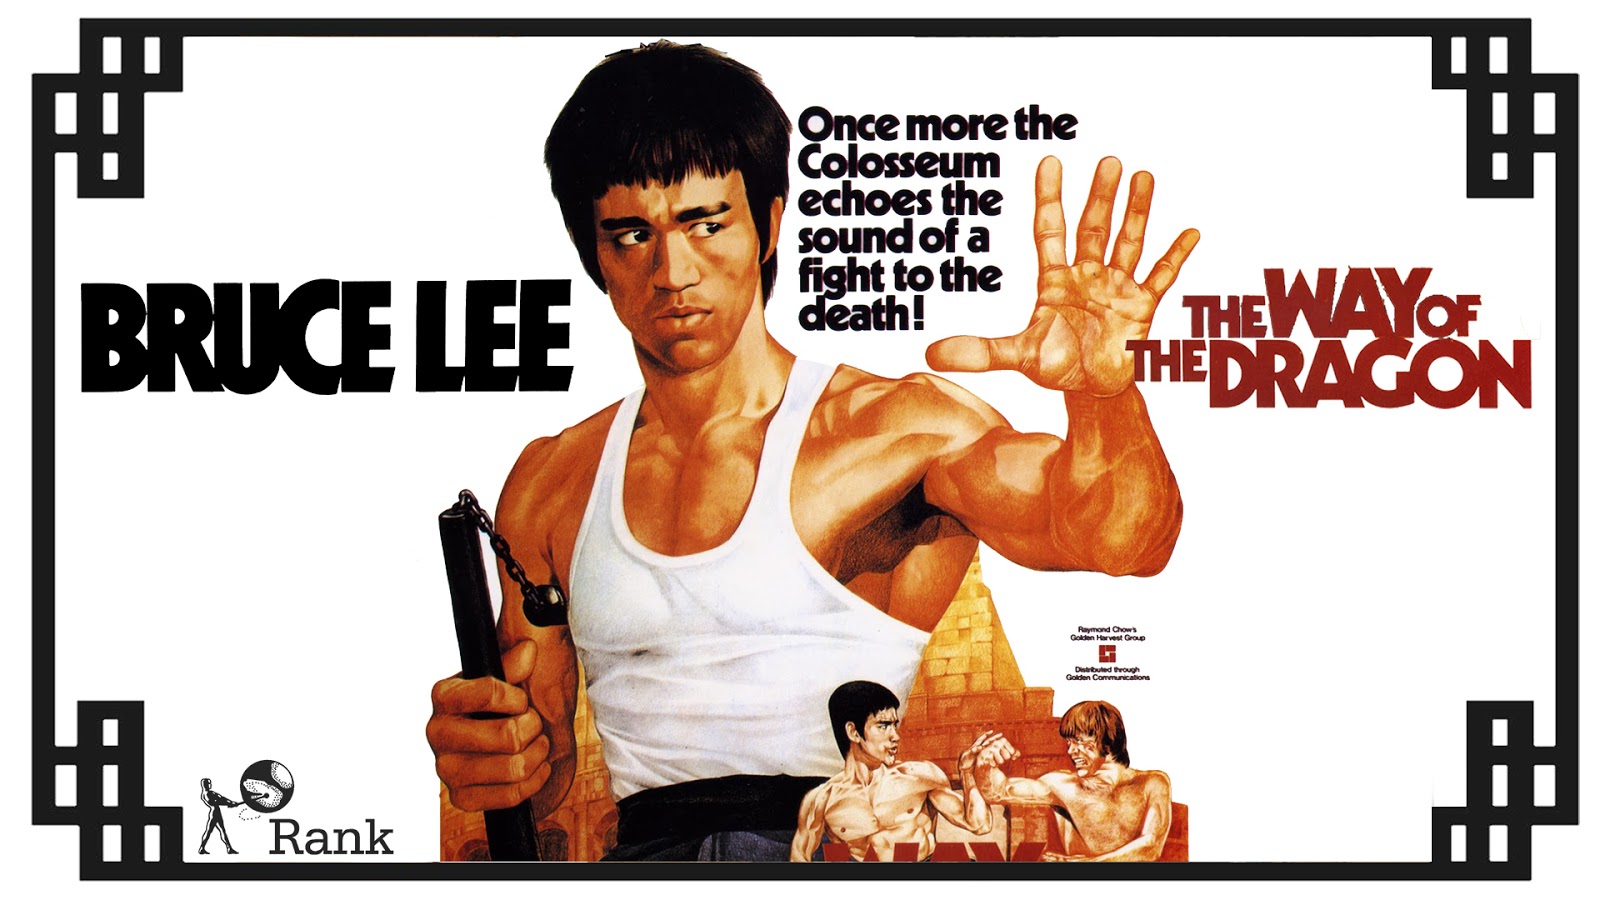 BRUCE LEE
Once more the
Colosseum
echoes the
sound of a
fight to the
death!
THE WAY OF
THE DRAGON
Raymond Chow's
Golden Harvest Group
Distributed through
Golden Communications
WAY
Rank